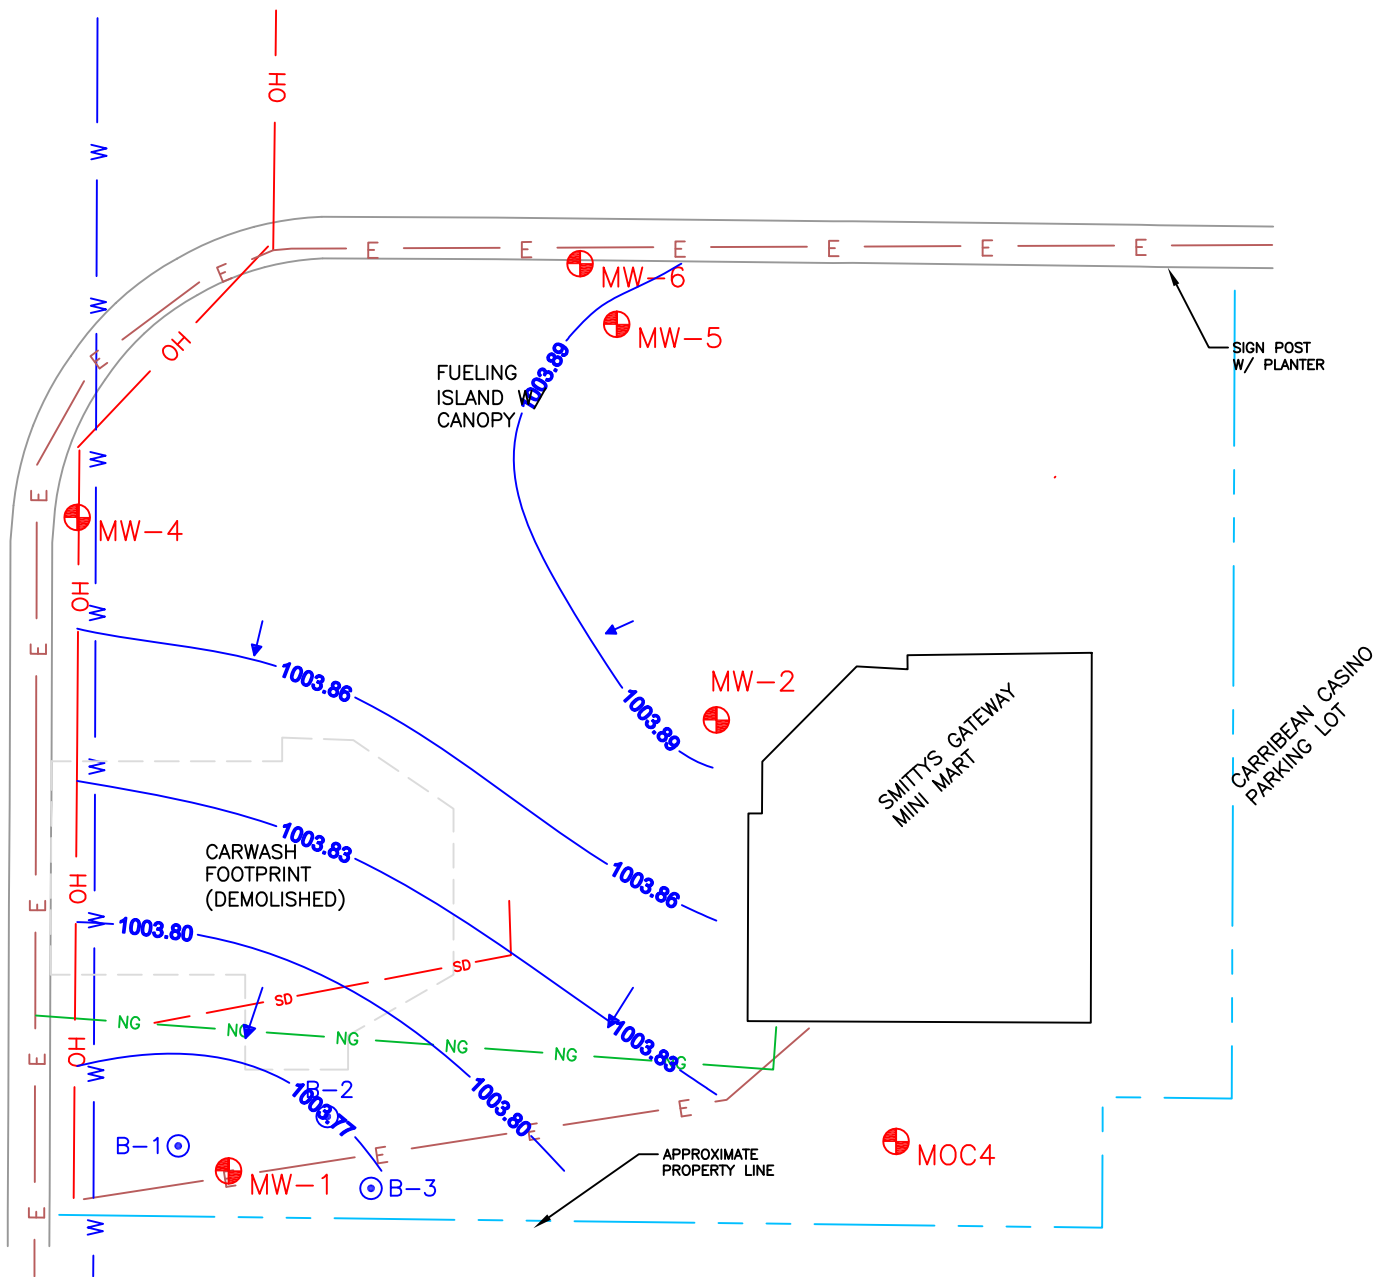 OH
W
E
E
E
E
E
E
E
MW-6
W
MW-5
OH
E
SIGN POST
W/ PLANTER
1003.89
FUELING
ISLAND W/
CANOPY
W
E
MW-4
OH
W
E
1003.86
MW-2
1003.89
SMITTYS GATEWAY
MINI MART
CARRIBEAN CASINO
PARKING LOT
W
1003.83
CARWASH
FOOTPRINT
(DEMOLISHED)
OH
1003.86
E
W
1003.80
SD
SD
NG
NG
NG
NG
NG
NG
1003.83
OH
E
W
B-2
1003.77
1003.80
E
E
E
B-1
MOC4
APPROXIMATE
PROPERTY LINE
E
MW-1
B-3
E
W